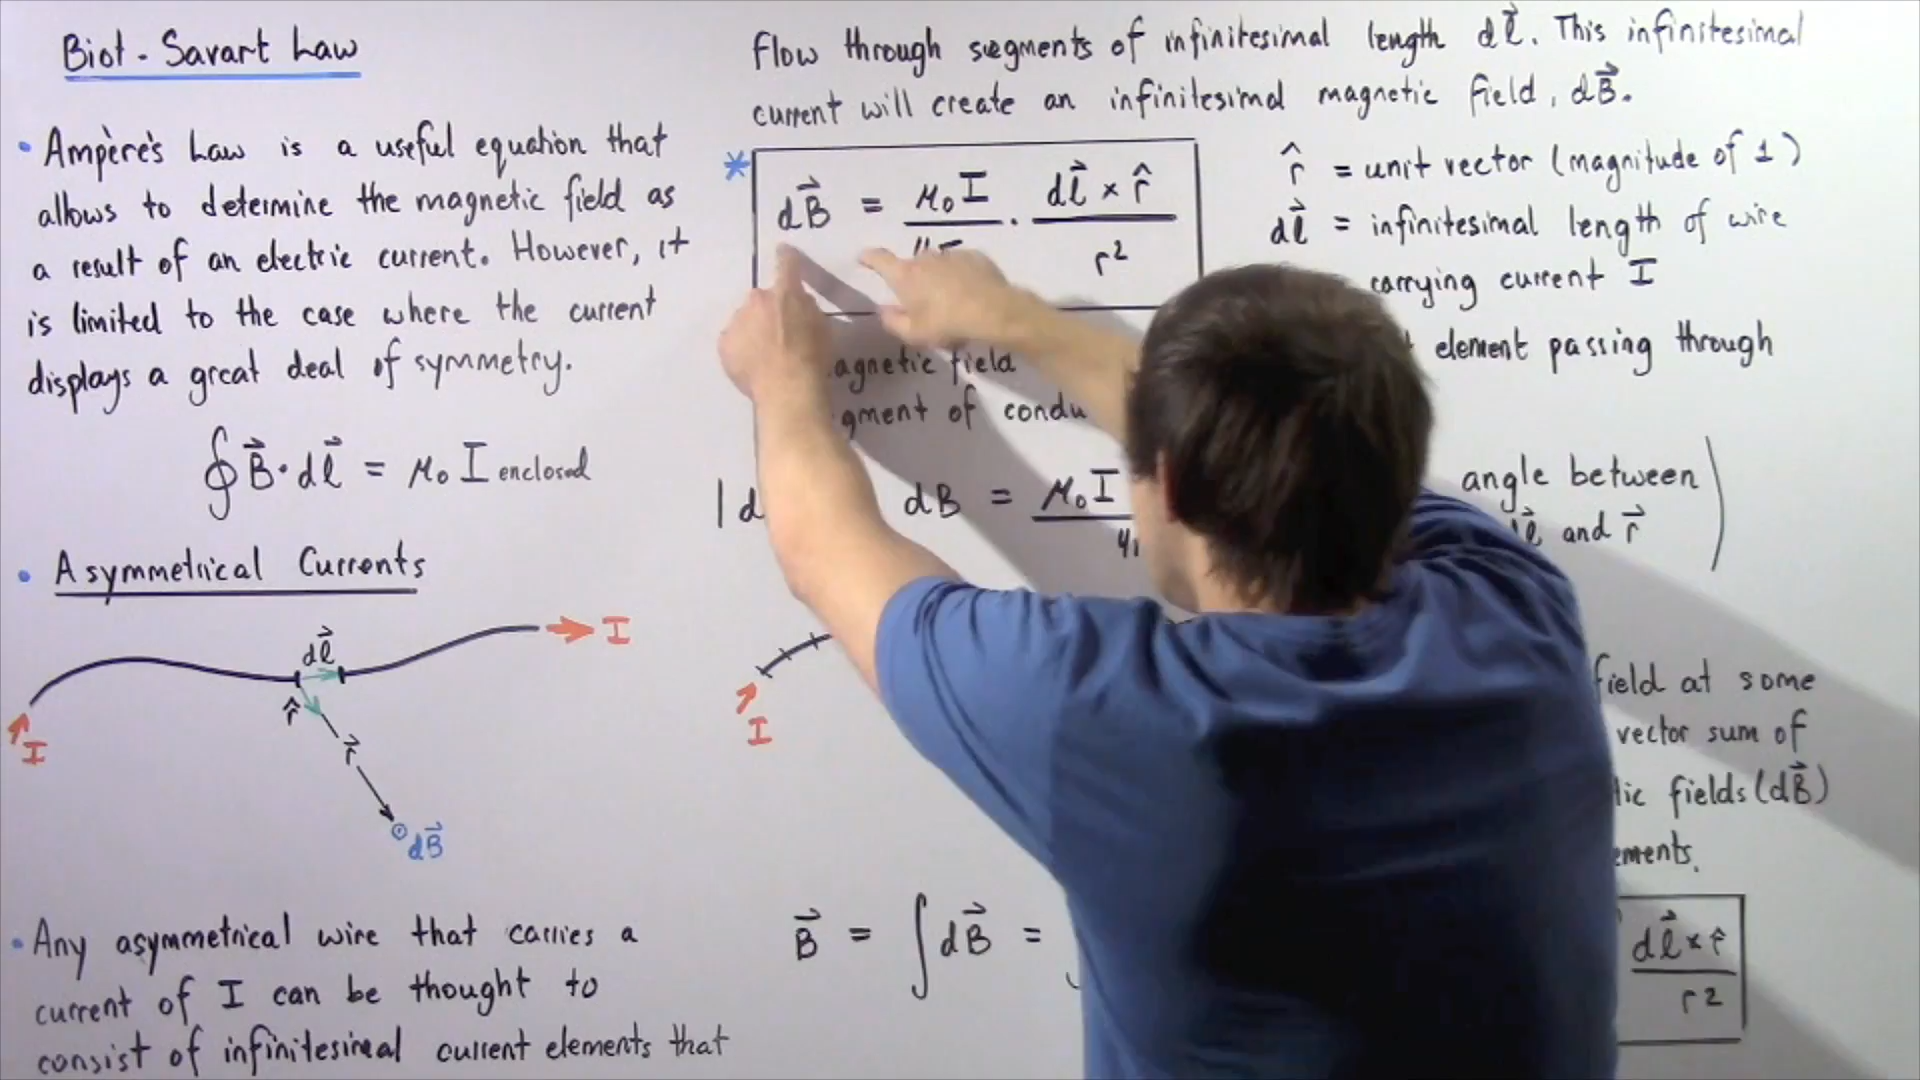 Biot-Savart Law
• Ampère's Law is a useful equation that
allows to determine the magnetic field as
a result of an electric current. However, it
is limited to the case where the current
displays a great deal of symmetry.
∮ B⃗ · dℓ⃗ = μ₀ I enclosed
• Asymmetrical Currents
dℓ⃗
I
r̂
I
r⃗
dB⃗
• Any asymmetrical wire that carries a
current of I can be thought to
consist of infinitesimal current elements that
flow through segments of infinitesimal length dℓ⃗. This infinitesimal
current will create an infinitesimal magnetic field, dB⃗.
* dB⃗ = μ₀I · dℓ⃗ × r̂
r²
r̂ = unit vector (magnitude of 1)
dℓ⃗ = infinitesimal length of wire
carrying current I
element passing through
field
of
|d dB = μ₀I
angle between
dℓ⃗ and r⃗
I
field at some
vector sum of
fields (dB⃗)
B⃗ = ∫ dB⃗ =
dℓ⃗ × r̂
r²